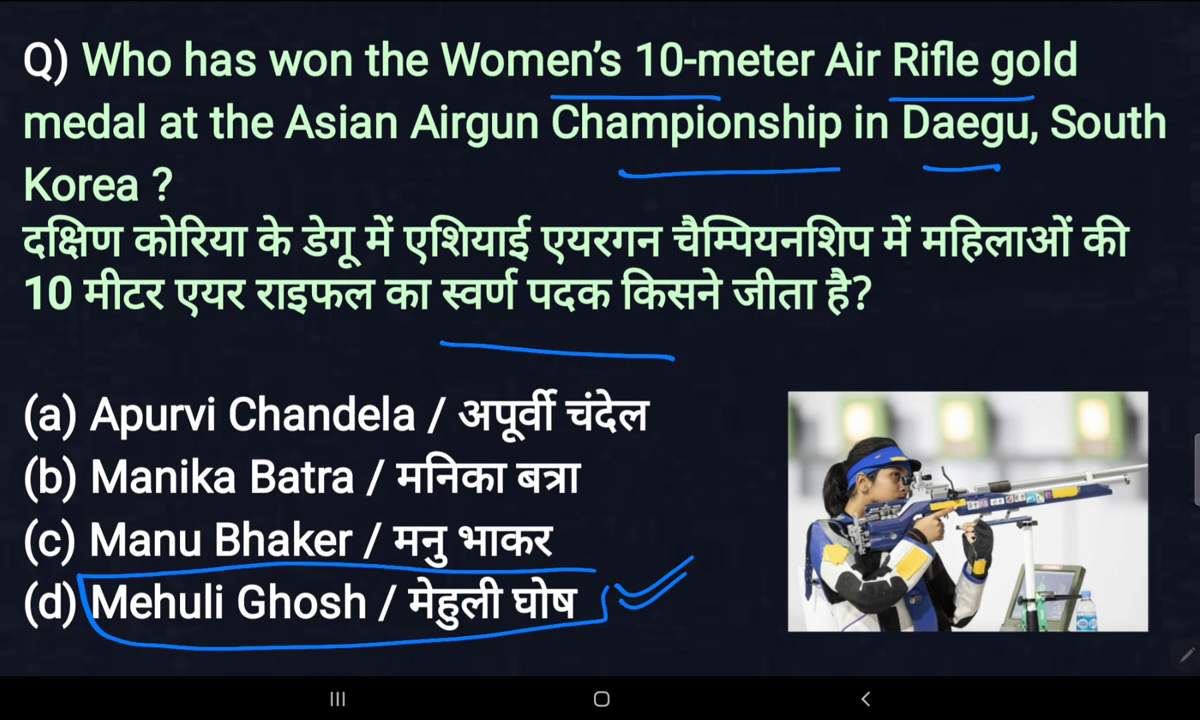 Q) Who has won the Women's 10-meter Air Rifle gold
medal at the Asian Airgun Championship in Daegu, South
Korea ?
दक्षिण कोरिया के डेगू में एशियाई एयरगन चैम्पियनशिप में महिलाओं की
10 मीटर एयर राइफल का स्वर्ण पदक किसने जीता है?
(a) Apurvi Chandela / अपूर्वी चंदेल
(b) Manika Batra / मनिका बत्रा
(c) Manu Bhaker / मनु भाकर
(d) Mehuli Ghosh / मेहुली घोष